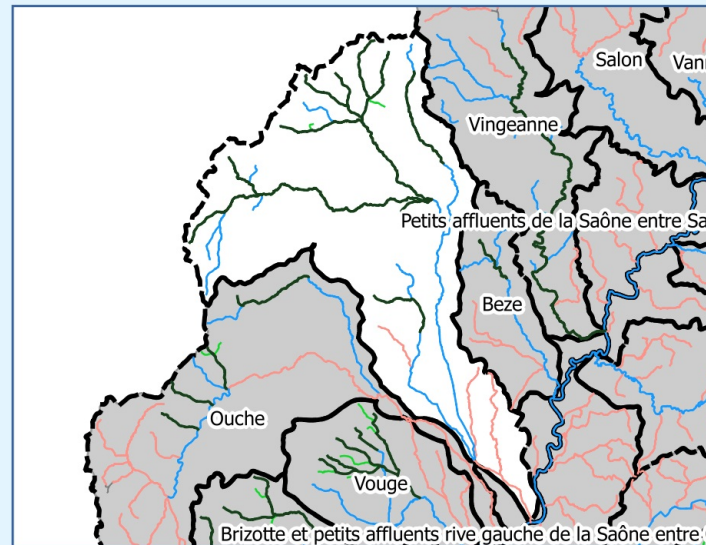 Salon
Van
Vingeanne
Petits affluents de la Saône entre Sa
Beze
Ouche
Vouge
Brizotte et petits affluents rive gauche de la Saône entre